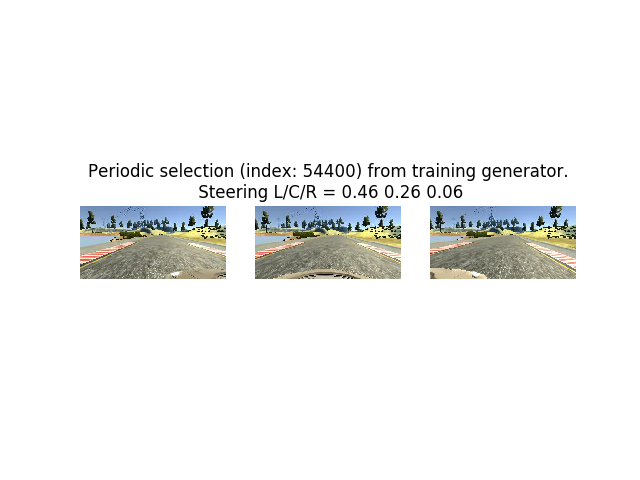 Periodic selection (index: 54400) from training generator.
Steering L/C/R = 0.46 0.26 0.06